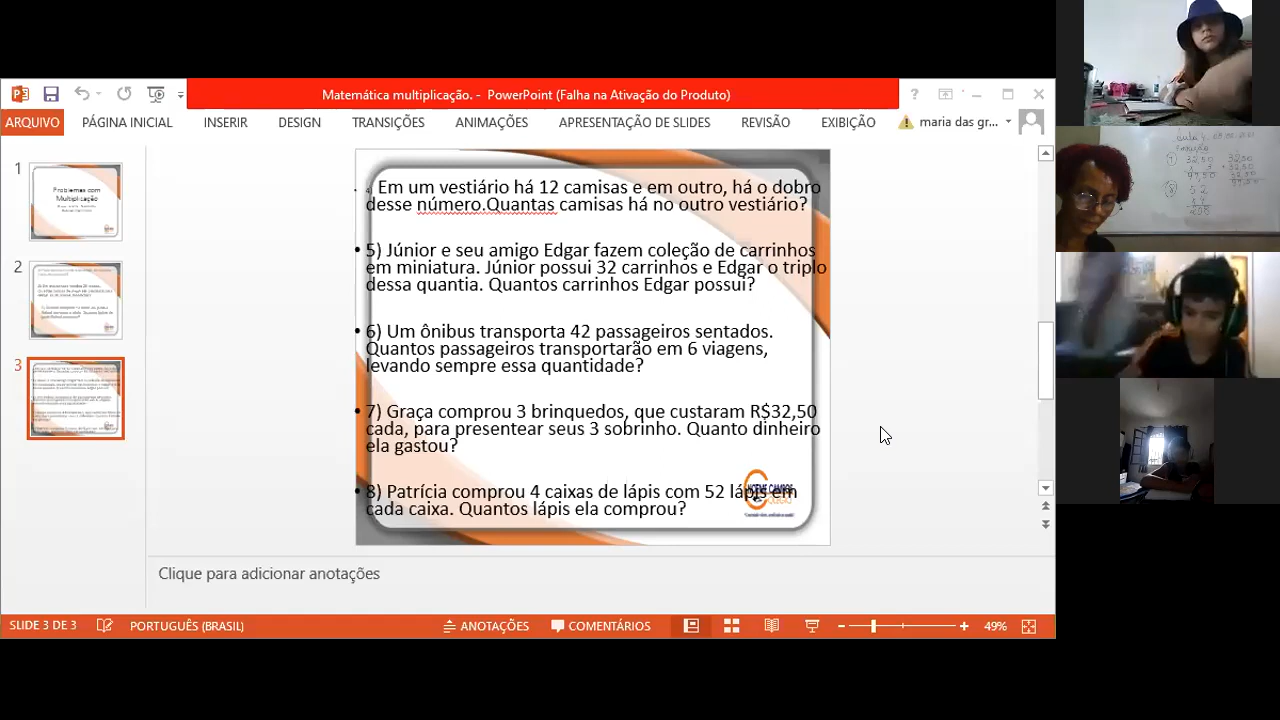 Matemática multiplicação. - PowerPoint (Falha na Ativação do Produto)
ARQUIVO PÁGINA INICIAL INSERIR DESIGN TRANSIÇÕES ANIMAÇÕES APRESENTAÇÃO DE SLIDES REVISÃO EXIBIÇÃO maria das gr...
1
Problemas com
Multiplicação
2
3
Em um vestiário há 12 camisas e em outro, há o dobro
desse número.Quantas camisas há no outro vestiário?
• 5) Júnior e seu amigo Edgar fazem coleção de carrinhos
em miniatura. Júnior possui 32 carrinhos e Edgar o triplo
dessa quantia. Quantos carrinhos Edgar possui?
• 6) Um ônibus transporta 42 passageiros sentados.
Quantos passageiros transportarão em 6 viagens,
levando sempre essa quantidade?
• 7) Graça comprou 3 brinquedos, que custaram R$32,50
cada, para presentear seus 3 sobrinho. Quanto dinheiro
ela gastou?
• 8) Patrícia comprou 4 caixas de lápis com 52 lápis em
cada caixa. Quantos lápis ela comprou?
Clique para adicionar anotações
SLIDE 3 DE 3 PORTUGUÊS (BRASIL) ANOTAÇÕES COMENTÁRIOS 49%